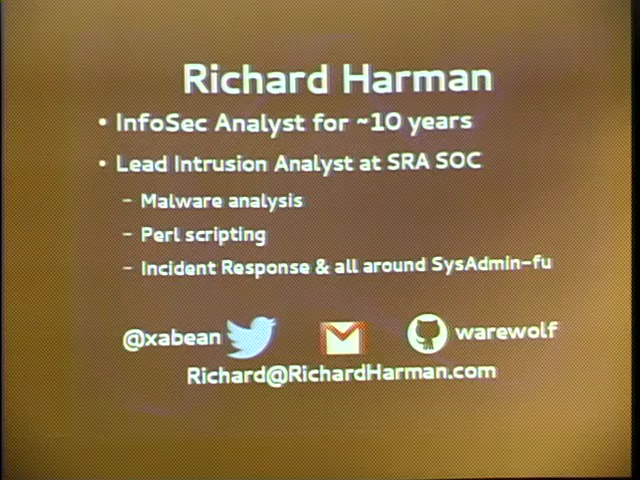 Richard Harman
• InfoSec Analyst for ~10 years
• Lead Intrusion Analyst at SRA SOC
– Malware analysis
– Perl scripting
– Incident Response & all around SysAdmin-fu
@xabean warewolf
Richard@RichardHarman.com